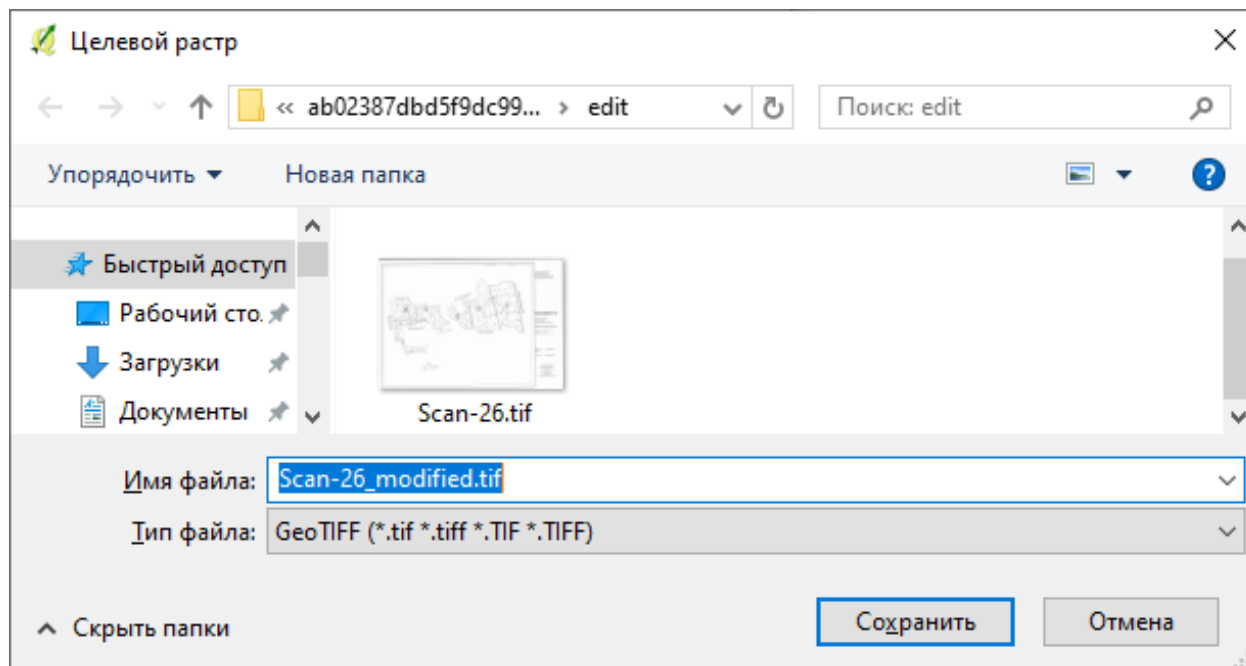 Целевой растр
« ab02387dbd5f9dc99... › edit
Поиск: edit
Упорядочить
Новая папка
Быстрый доступ
Рабочий сто.
Загрузки
Документы
Scan-26.tif
Имя файла: Scan-26_modified.tif
Тип файла: GeoTIFF (*.tif *.tiff *.TIF *.TIFF)
Скрыть папки
Сохранить
Отмена